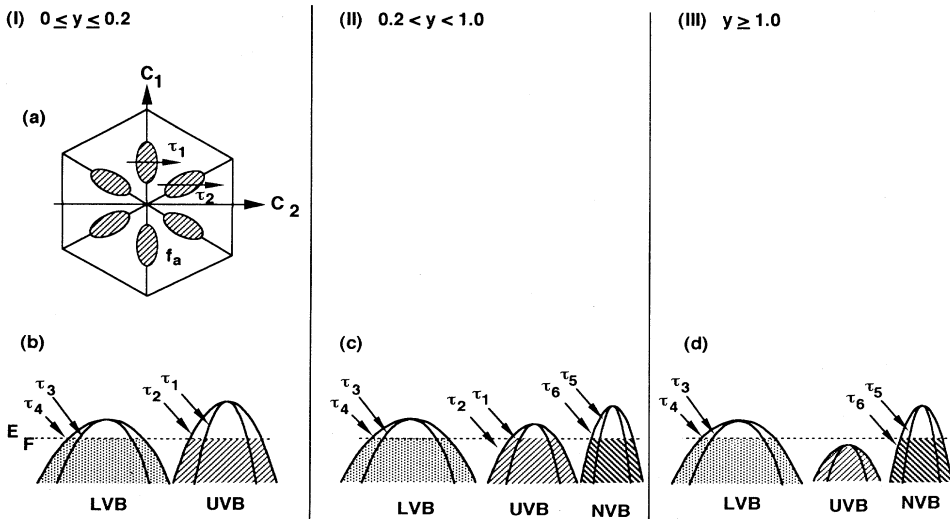 (I) 0 ≤ y ≤ 0.2
(II) 0.2 < y < 1.0
(III) y ≥ 1.0
(a)
C1
τ1
τ2
C2
fa
(b)
τ3
τ4
τ1
τ2
EF
LVB
UVB
(c)
τ3
τ4
τ2
τ1
τ5
τ6
LVB
UVB
NVB
(d)
τ3
τ4
τ5
τ6
LVB
UVB
NVB